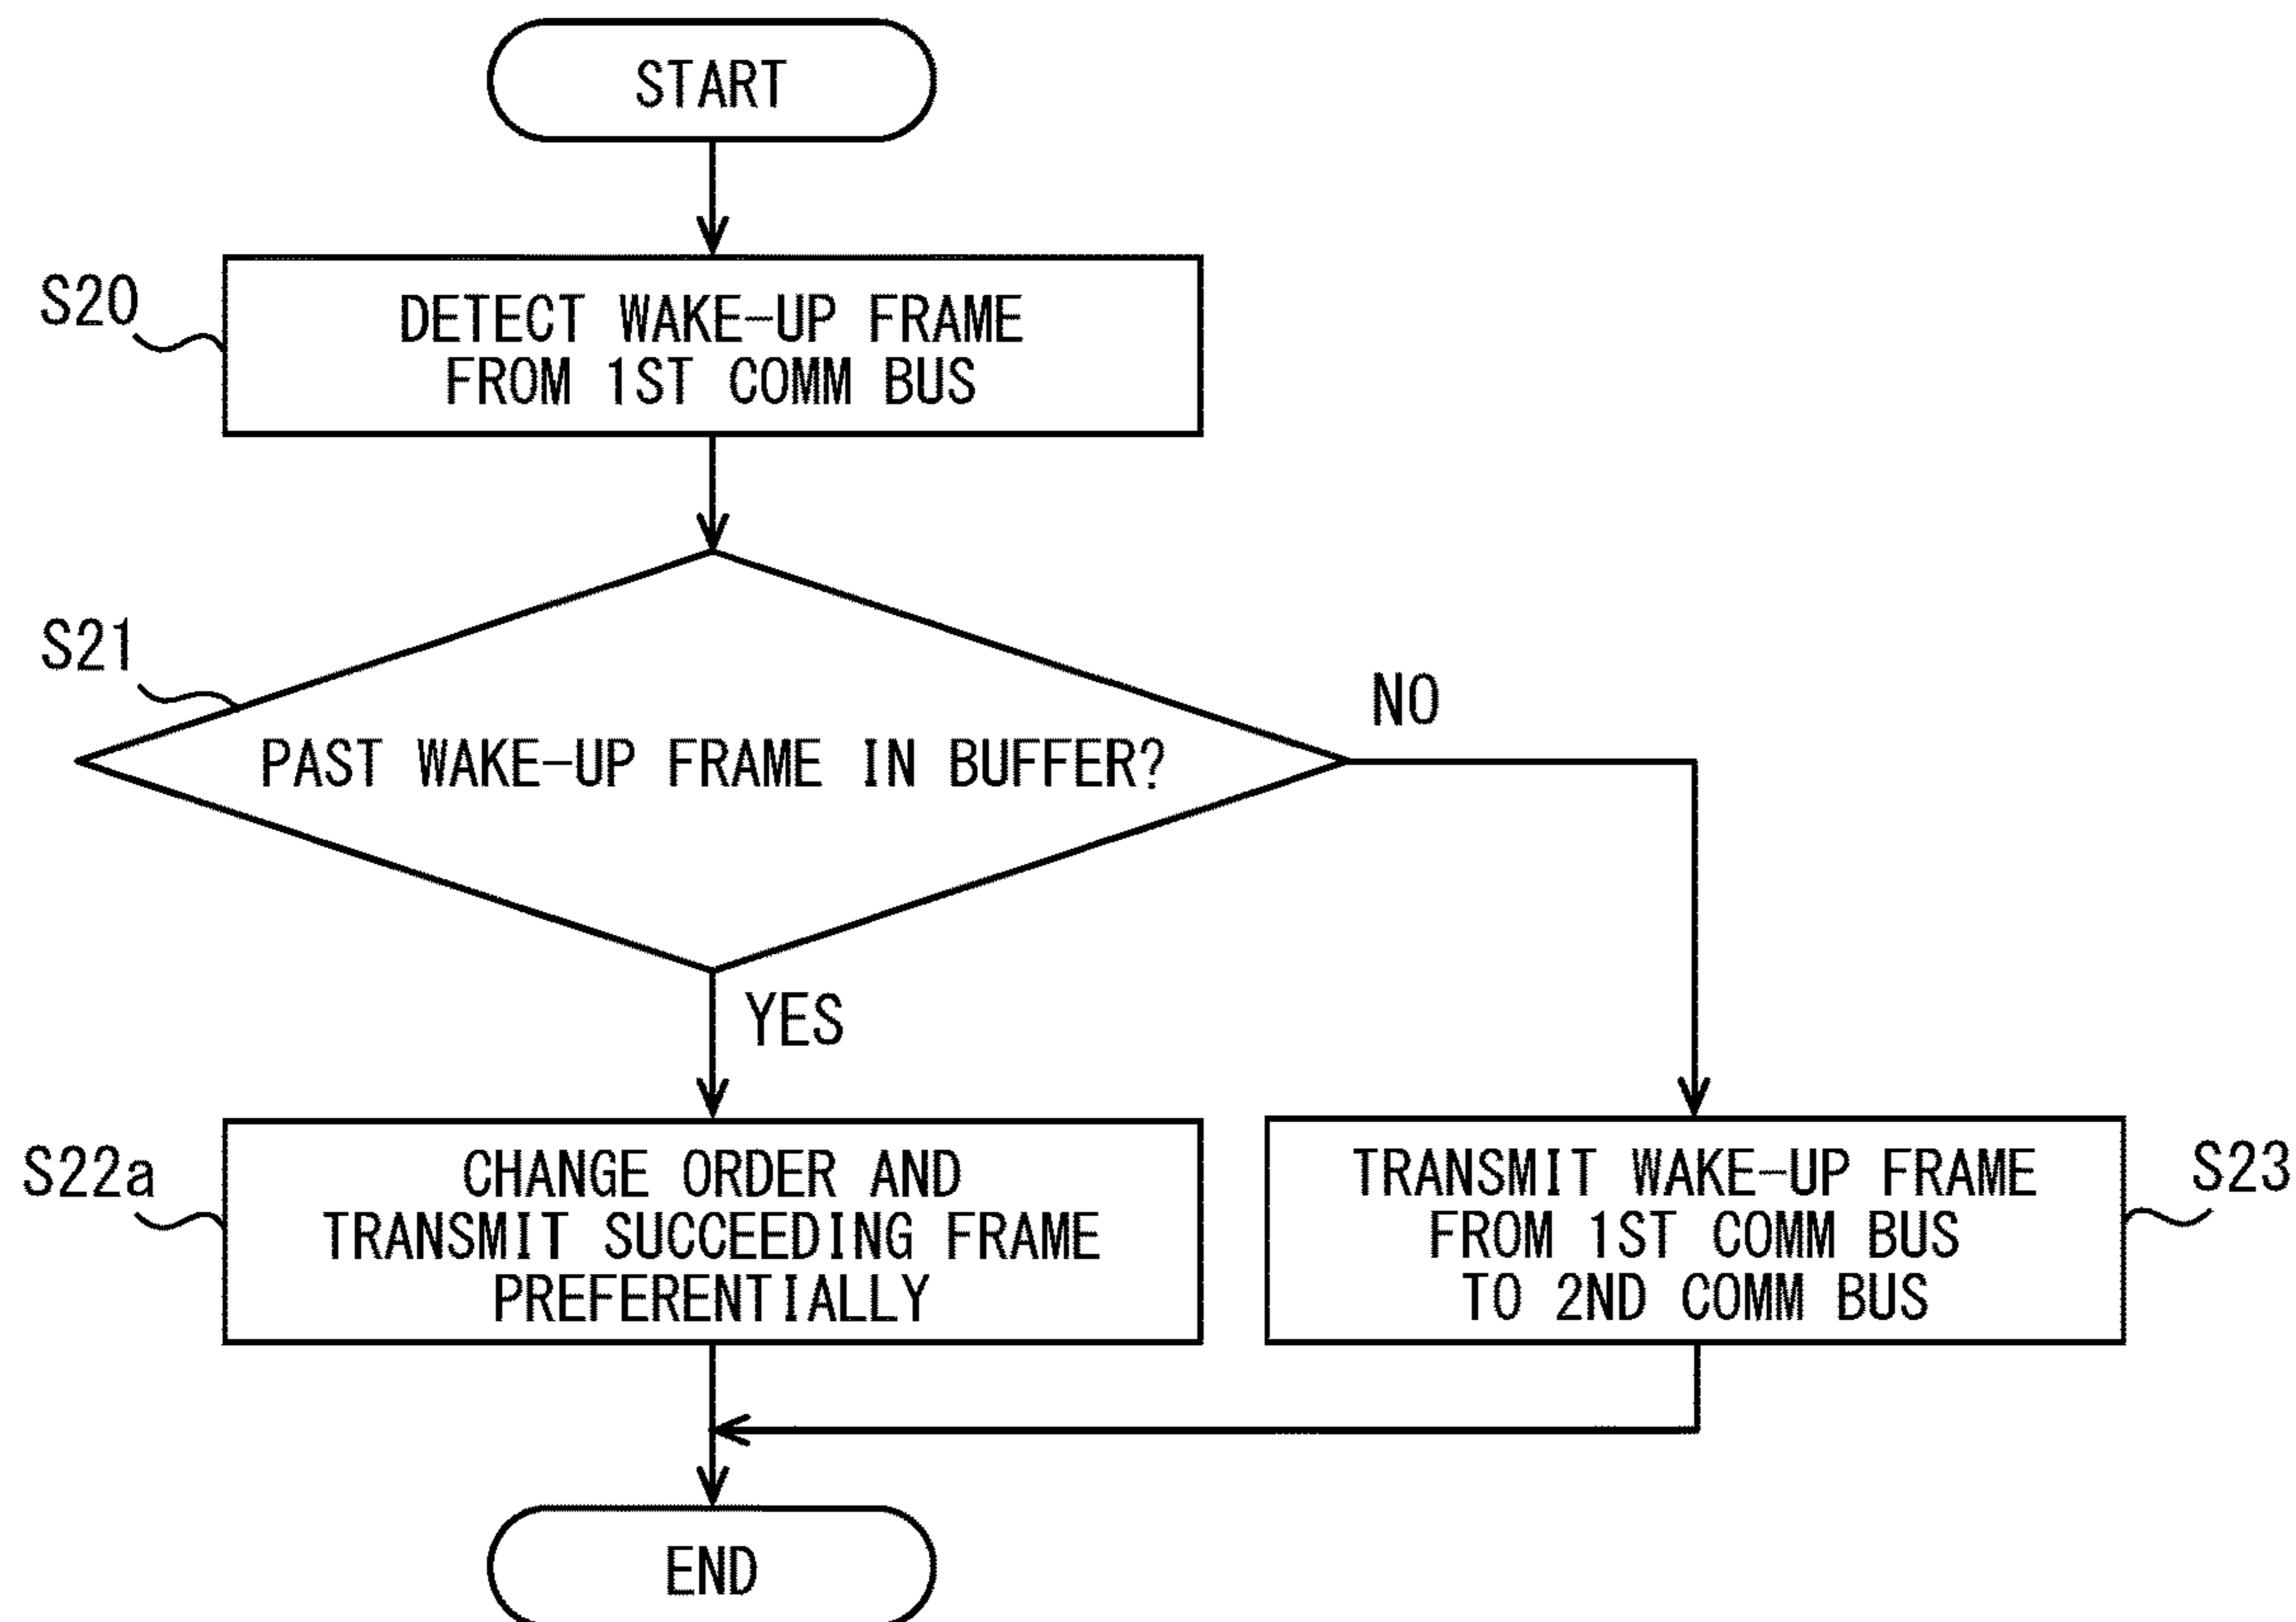 START
S20
DETECT WAKE-UP FRAME
FROM 1ST COMM BUS
S21
NO
PAST WAKE-UP FRAME IN BUFFER?
YES
S22a
CHANGE ORDER AND
TRANSMIT SUCCEEDING FRAME
PREFERENTIALLY
TRANSMIT WAKE-UP FRAME
FROM 1ST COMM BUS
TO 2ND COMM BUS
S23
END